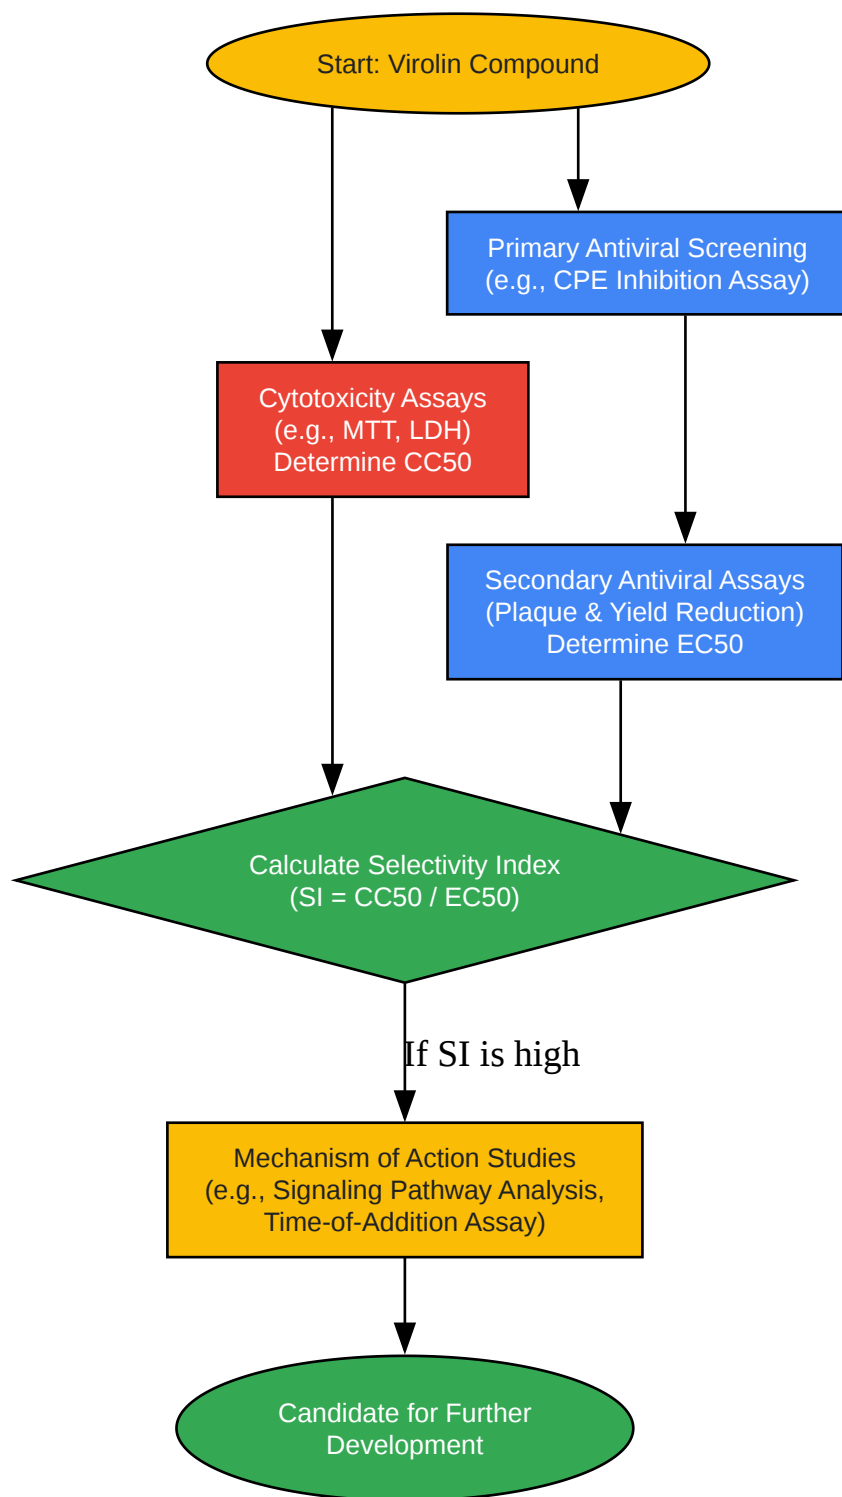 Start: Virolin Compound
Primary Antiviral Screening
(e.g., CPE Inhibition Assay)
Cytotoxicity Assays
(e.g., MTT, LDH)
Determine CC50
Secondary Antiviral Assays
(Plaque & Yield Reduction)
Determine EC50
Calculate Selectivity Index
(SI = CC50 / EC50)
If SI is high
Mechanism of Action Studies
(e.g., Signaling Pathway Analysis,
Time-of-Addition Assay)
Candidate for Further
Development